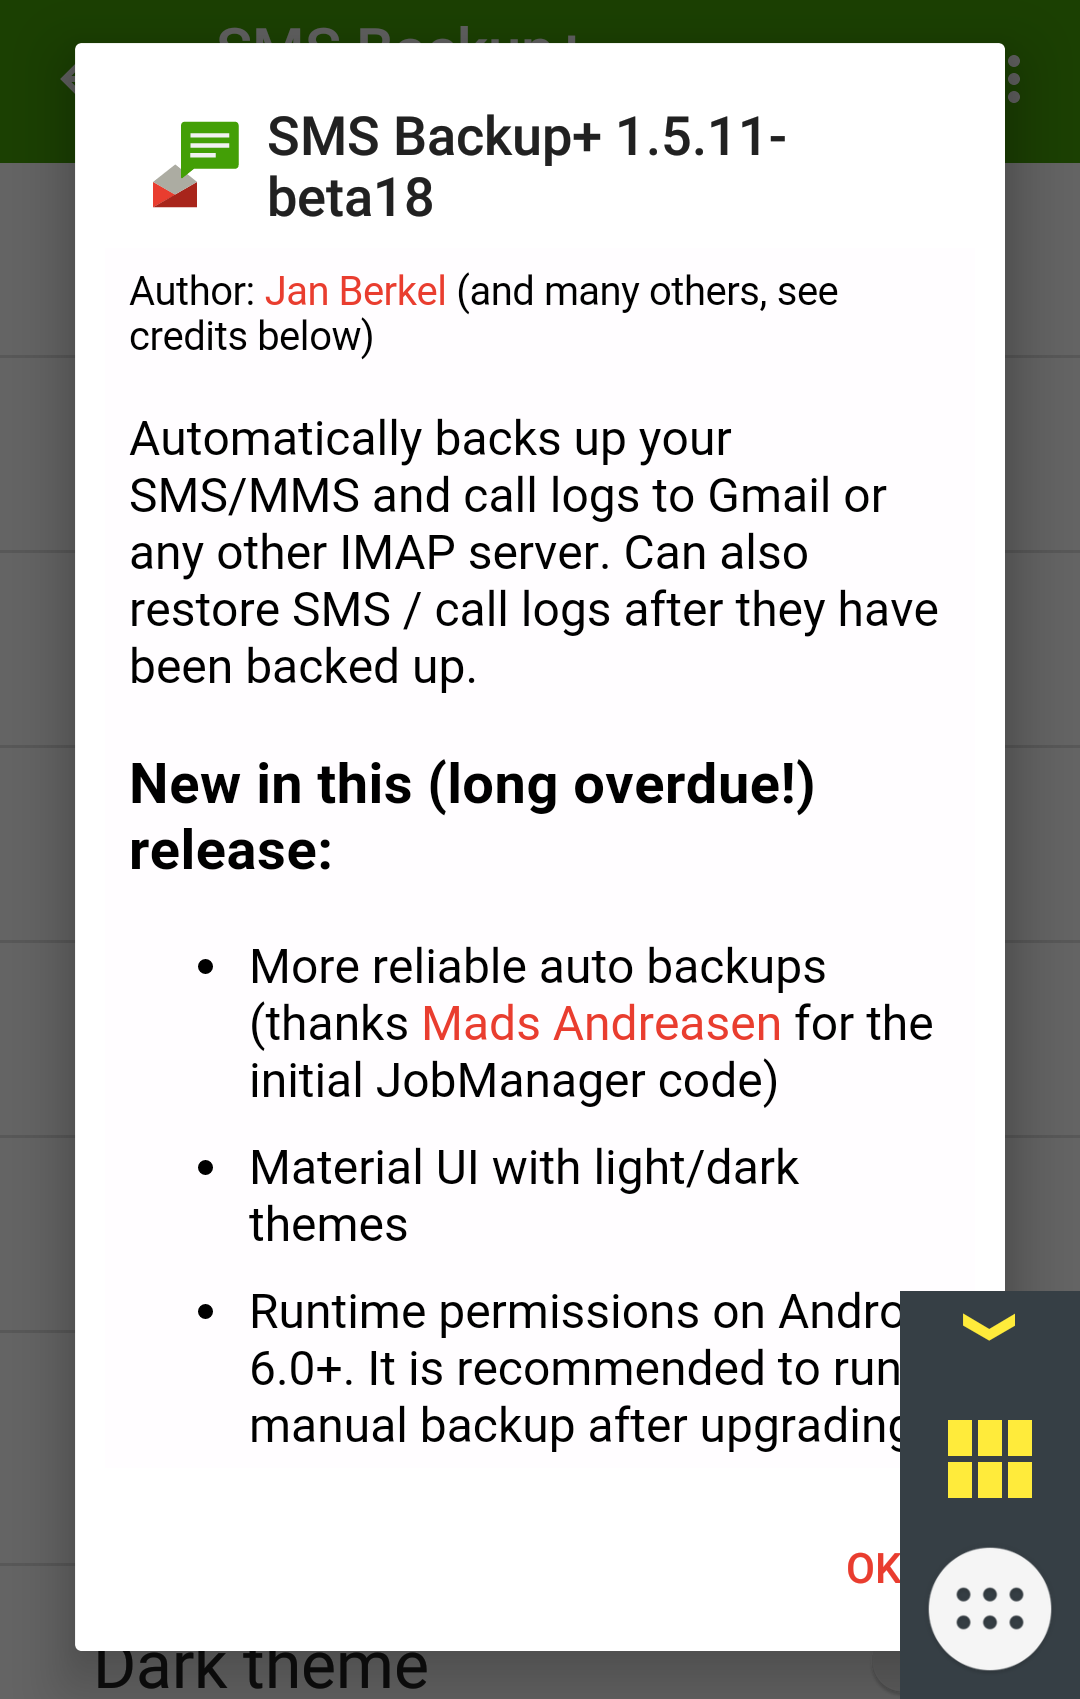 SMS Backup+
SMS Backup+ 1.5.11-
beta18
Author: Jan Berkel (and many others, see
credits below)
Automatically backs up your
SMS/MMS and call logs to Gmail or
any other IMAP server. Can also
restore SMS / call logs after they have
been backed up.
New in this (long overdue!)
release:
• More reliable auto backups
(thanks Mads Andreasen for the
initial JobManager code)
• Material UI with light/dark
themes
• Runtime permissions on Andro
6.0+. It is recommended to run
manual backup after upgrading
OK
Dark theme